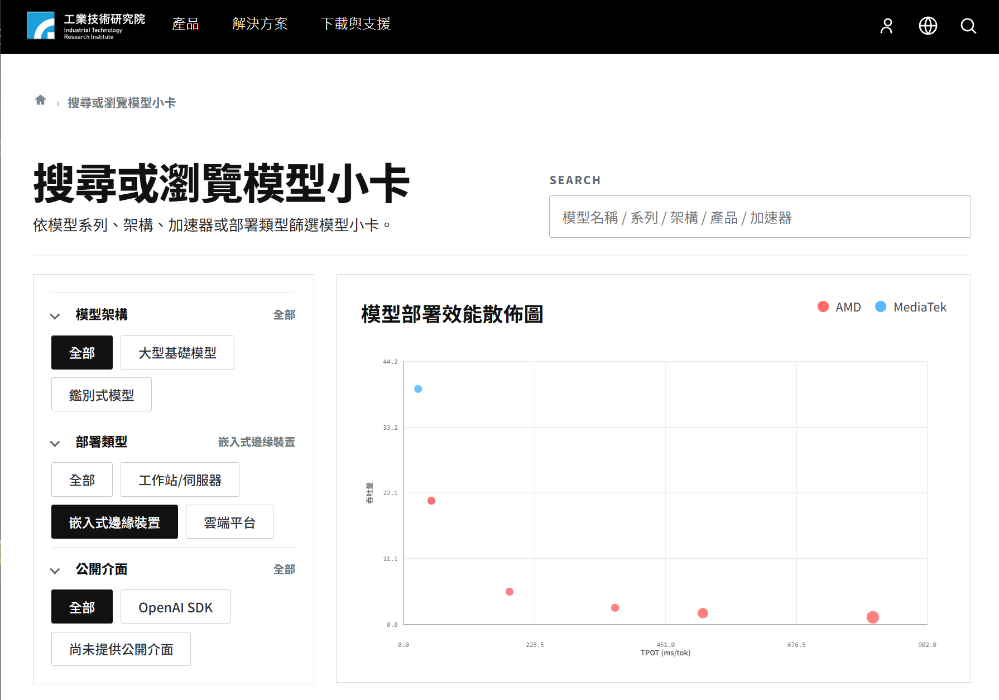 工業技術研究院
Industrial Technology
Research Institute
產品
解決方案
下載與支援
搜尋或瀏覽模型小卡
搜尋或瀏覽模型小卡
依模型系列、架構、加速器或部署類型篩選模型小卡。
SEARCH
模型名稱 / 系列 / 架構 / 產品 / 加速器
模型架構
全部
全部
大型基礎模型
鑑別式模型
部署類型
嵌入式邊緣裝置
全部
工作站/伺服器
嵌入式邊緣裝置
雲端平台
公開介面
全部
全部
OpenAI SDK
尚未提供公開介面
模型部署效能散佈圖
AMD
MediaTek
44.2
33.2
22.1
11.1
0.0
吞吐量
0.0
225.5
451.0
676.5
902.0
TPOT (ms/tok)